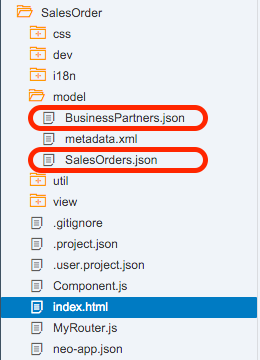 SalesOrder
css
dev
i18n
model
BusinessPartners.json
metadata.xml
SalesOrders.json
util
view
.gitignore
.project.json
.user.project.json
Component.js
index.html
MyRouter.js
neo-app.json